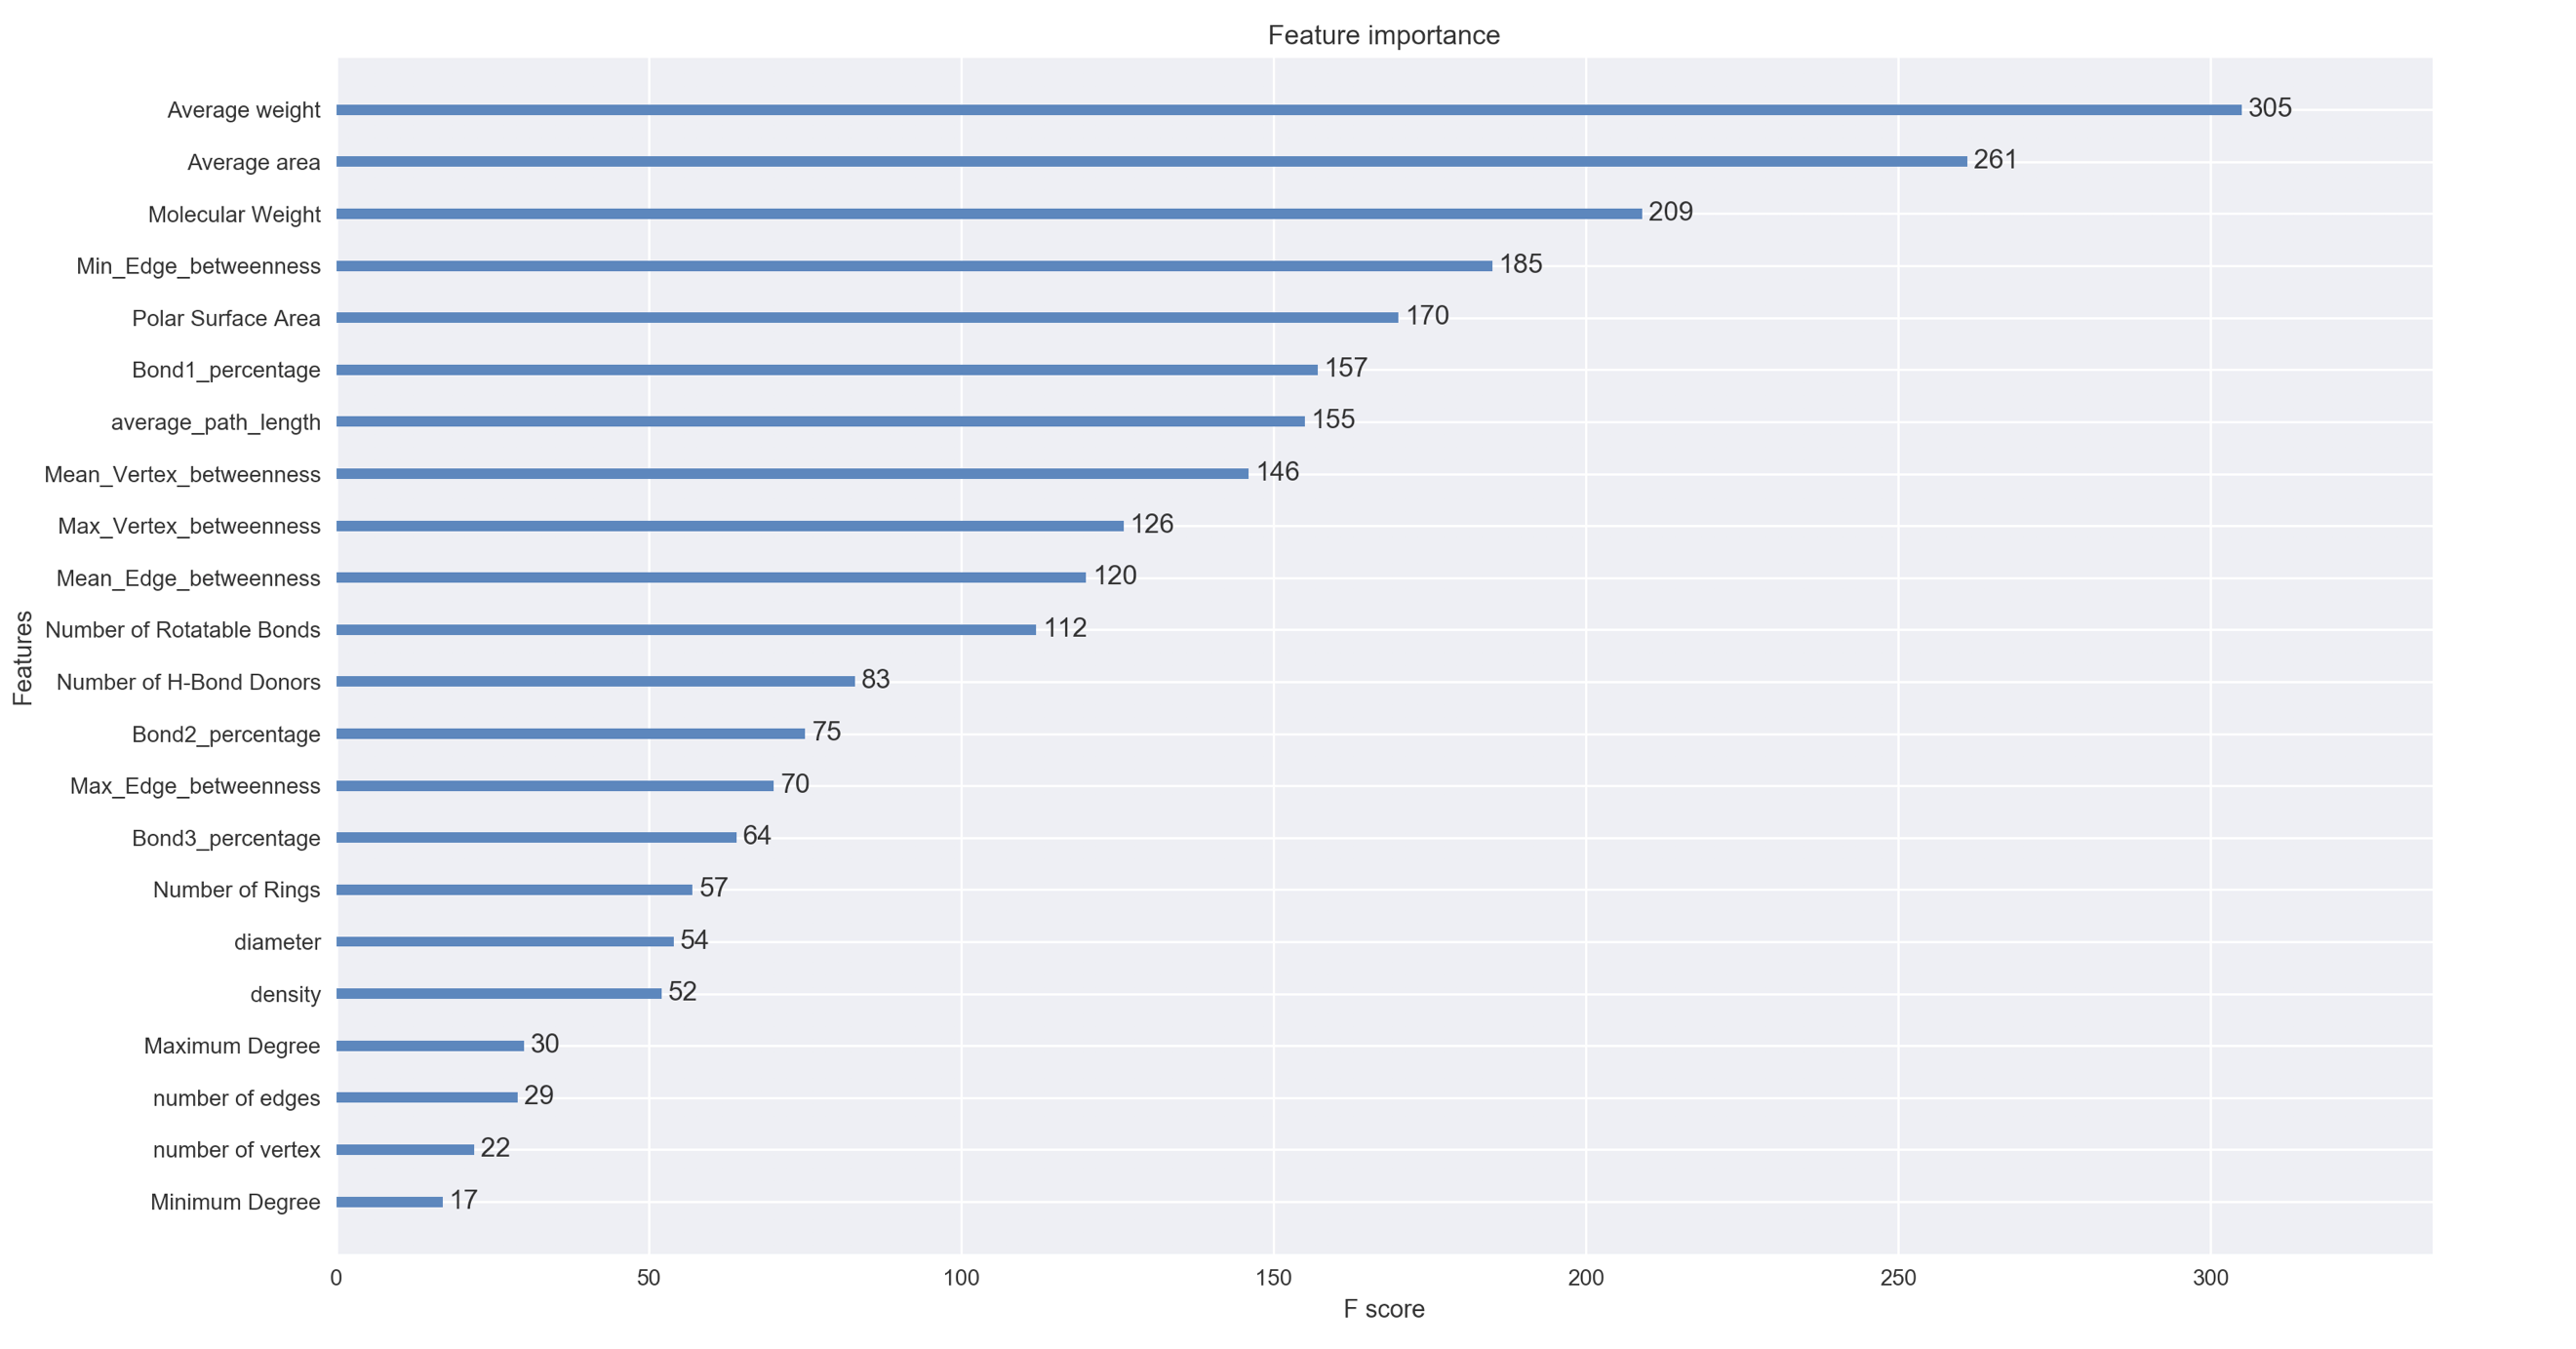 Feature importance
Average weight 305
Average area 261
Molecular Weight 209
Min_Edge_betweenness 185
Polar Surface Area 170
Bond1_percentage 157
average_path_length 155
Mean_Vertex_betweenness 146
Max_Vertex_betweenness 126
Mean_Edge_betweenness 120
Number of Rotatable Bonds 112
Number of H-Bond Donors 83
Bond2_percentage 75
Max_Edge_betweenness 70
Bond3_percentage 64
Number of Rings 57
diameter 54
density 52
Maximum Degree 30
number of edges 29
number of vertex 22
Minimum Degree 17
Features
0 50 100 150 200 250 300
F score